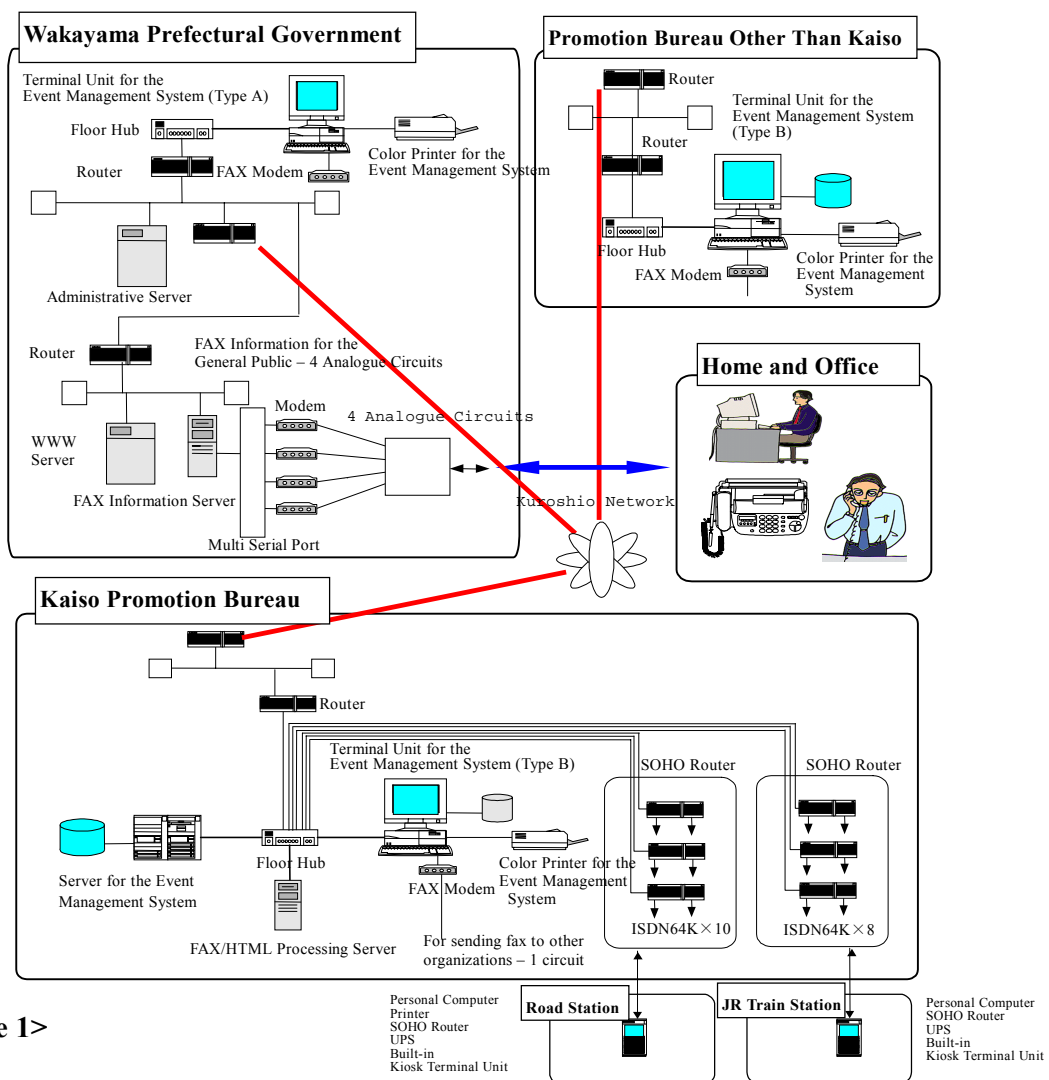 Wakayama Prefectural Government
Terminal Unit for the
Event Management System (Type A)
Floor Hub
Router
FAX Modem
Color Printer for the
Event Management System
Administrative Server
Router
FAX Information for the
General Public – 4 Analogue Circuits
WWW
Server
Modem
4 Analogue Circuits
FAX Information Server
Multi Serial Port
Promotion Bureau Other Than Kaiso
Router
Terminal Unit for the
Event Management System
(Type B)
Router
Floor Hub
FAX Modem
Color Printer for the
Event Management
System
Home and Office
Kuroshio Network
Kaiso Promotion Bureau
Router
Terminal Unit for the
Event Management System (Type B)
SOHO Router
SOHO Router
Floor Hub
Server for the Event
Management System
FAX Modem
Color Printer for the
Event Management
System
FAX/HTML Processing Server
For sending fax to other
organizations – 1 circuit
ISDN64K×10
ISDN64K×8
Personal Computer
Printer
SOHO Router
UPS
Built-in
Kiosk Terminal Unit
Road Station
JR Train Station
Personal Computer
SOHO Router
UPS
Built-in
Kiosk Terminal Unit
e 1>